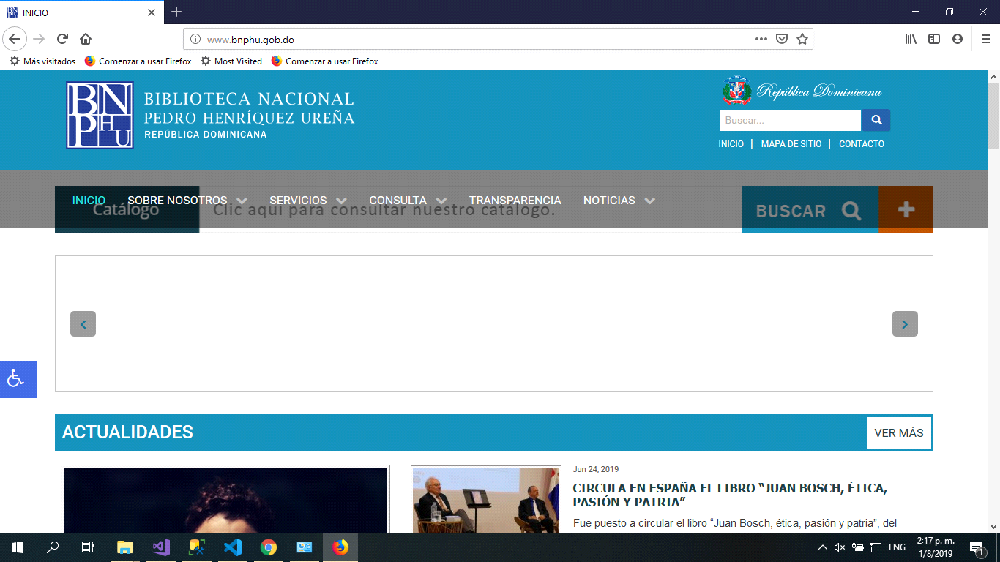 INICIO
www.bnphu.gob.do
Más visitados
Comenzar a usar Firefox
Most Visited
Comenzar a usar Firefox
BNPHU
BIBLIOTECA NACIONAL
PEDRO HENRÍQUEZ UREÑA
REPÚBLICA DOMINICANA
República Dominicana
Buscar...
INICIO | MAPA DE SITIO | CONTACTO
INICIO SOBRE NOSOTROS SERVICIOS CONSULTA TRANSPARENCIA NOTICIAS
Catálogo
Clic aquí para consultar nuestro catálogo.
BUSCAR
ACTUALIDADES
VER MÁS
Jun 24, 2019
CIRCULA EN ESPAÑA EL LIBRO “JUAN BOSCH, ÉTICA,
PASIÓN Y PATRIA”
Fue puesto a circular el libro “Juan Bosch, ética, pasión y patria”, del
ENG
2:17 p. m.
1/8/2019
1